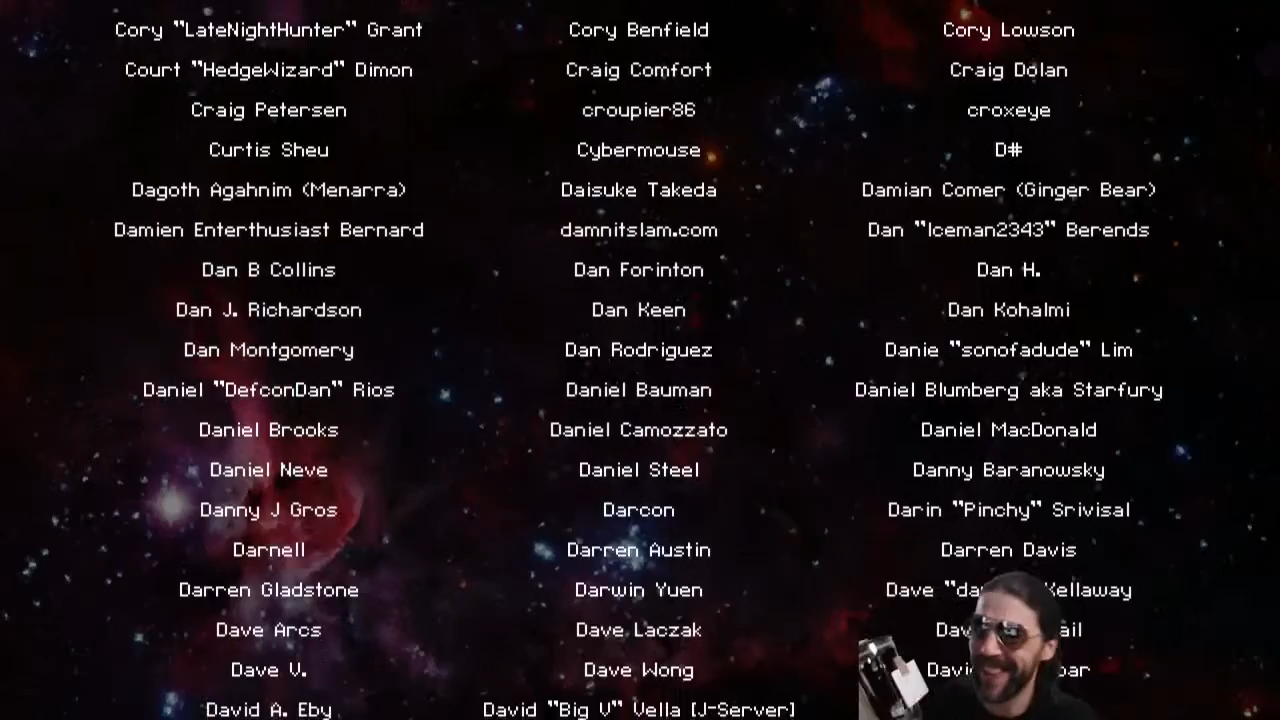 Cory "LateNightHunter" Grant Cory Benfield Cory Lowson
Court "HedgeWizard" Dimon Craig Comfort Craig Dolan
Craig Petersen croupier86 croxeye
Curtis Sheu Cybermouse D#
Dagoth Agahnim (Menarra) Daisuke Takeda Damian Comer (Ginger Bear)
Damien Enterthusiast Bernard damnitslam.com Dan "Iceman2343" Berends
Dan B Collins Dan Forinton Dan H.
Dan J. Richardson Dan Keen Dan Kohalmi
Dan Montgomery Dan Rodriguez Danie "sonofadude" Lim
Daniel "DefconDan" Rios Daniel Bauman Daniel Blumberg aka Starfury
Daniel Brooks Daniel Camozzato Daniel MacDonald
Daniel Neve Daniel Steel Danny Baranowsky
Danny J Gros Darcon Darin "Pinchy" Srivisal
Darnell Darren Austin Darren Davis
Darren Gladstone Darwin Yuen Dave Kellaway
Dave Arcs Dave Laczak
Dave V. Dave Wong
David A. Eby David "Big V" Vella [J-Server]